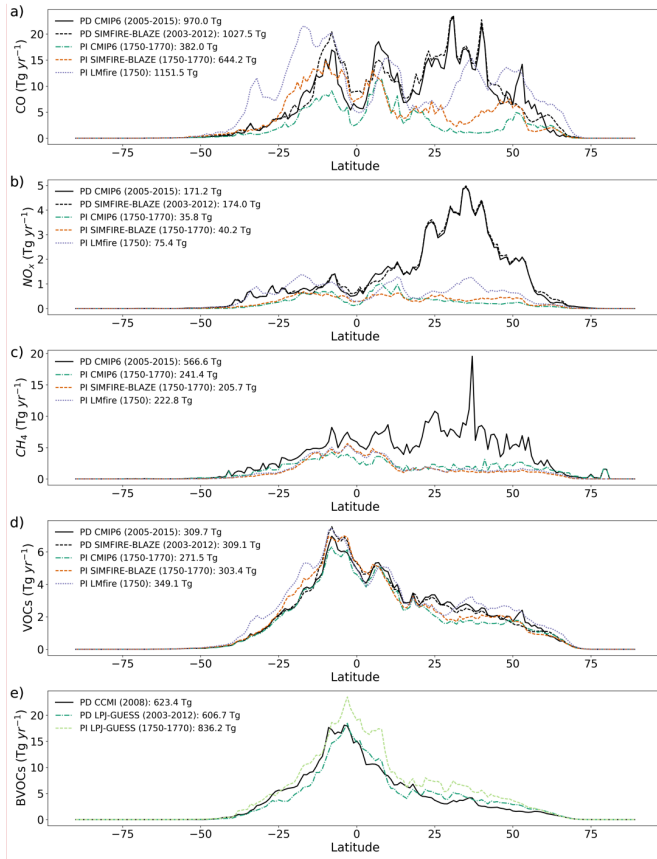 a)
PD CMIP6 (2005-2015): 970.0 Tg
PD SIMFIRE-BLAZE (2003-2012): 1027.5 Tg
PI CMIP6 (1750-1770): 382.0 Tg
PI SIMFIRE-BLAZE (1750-1770): 644.2 Tg
PI LMfire (1750): 1151.5 Tg
CO (Tg yr⁻¹)
25
20
15
10
5
0
−75 −50 −25 0 25 50 75
Latitude
b)
PD CMIP6 (2005-2015): 171.2 Tg
PD SIMFIRE-BLAZE (2003-2012): 174.0 Tg
PI CMIP6 (1750-1770): 35.8 Tg
PI SIMFIRE-BLAZE (1750-1770): 40.2 Tg
PI LMfire (1750): 75.4 Tg
NOₓ (Tg yr⁻¹)
5
4
3
2
1
0
−75 −50 −25 0 25 50 75
Latitude
c)
PD CMIP6 (2005-2015): 566.6 Tg
PI CMIP6 (1750-1770): 241.4 Tg
PI SIMFIRE-BLAZE (1750-1770): 205.7 Tg
PI LMfire (1750): 222.8 Tg
CH₄ (Tg yr⁻¹)
20
15
10
5
0
−75 −50 −25 0 25 50 75
Latitude
d)
PD CMIP6 (2005-2015): 309.7 Tg
PD SIMFIRE-BLAZE (2003-2012): 309.1 Tg
PI CMIP6 (1750-1770): 271.5 Tg
PI SIMFIRE-BLAZE (1750-1770): 303.4 Tg
PI LMfire (1750): 349.1 Tg
VOCs (Tg yr⁻¹)
6
4
2
0
−75 −50 −25 0 25 50 75
Latitude
e)
PD CCMI (2008): 623.4 Tg
PD LPJ-GUESS (2003-2012): 606.7 Tg
PI LPJ-GUESS (1750-1770): 836.2 Tg
BVOCs (Tg yr⁻¹)
20
15
10
5
0
−75 −50 −25 0 25 50 75
Latitude